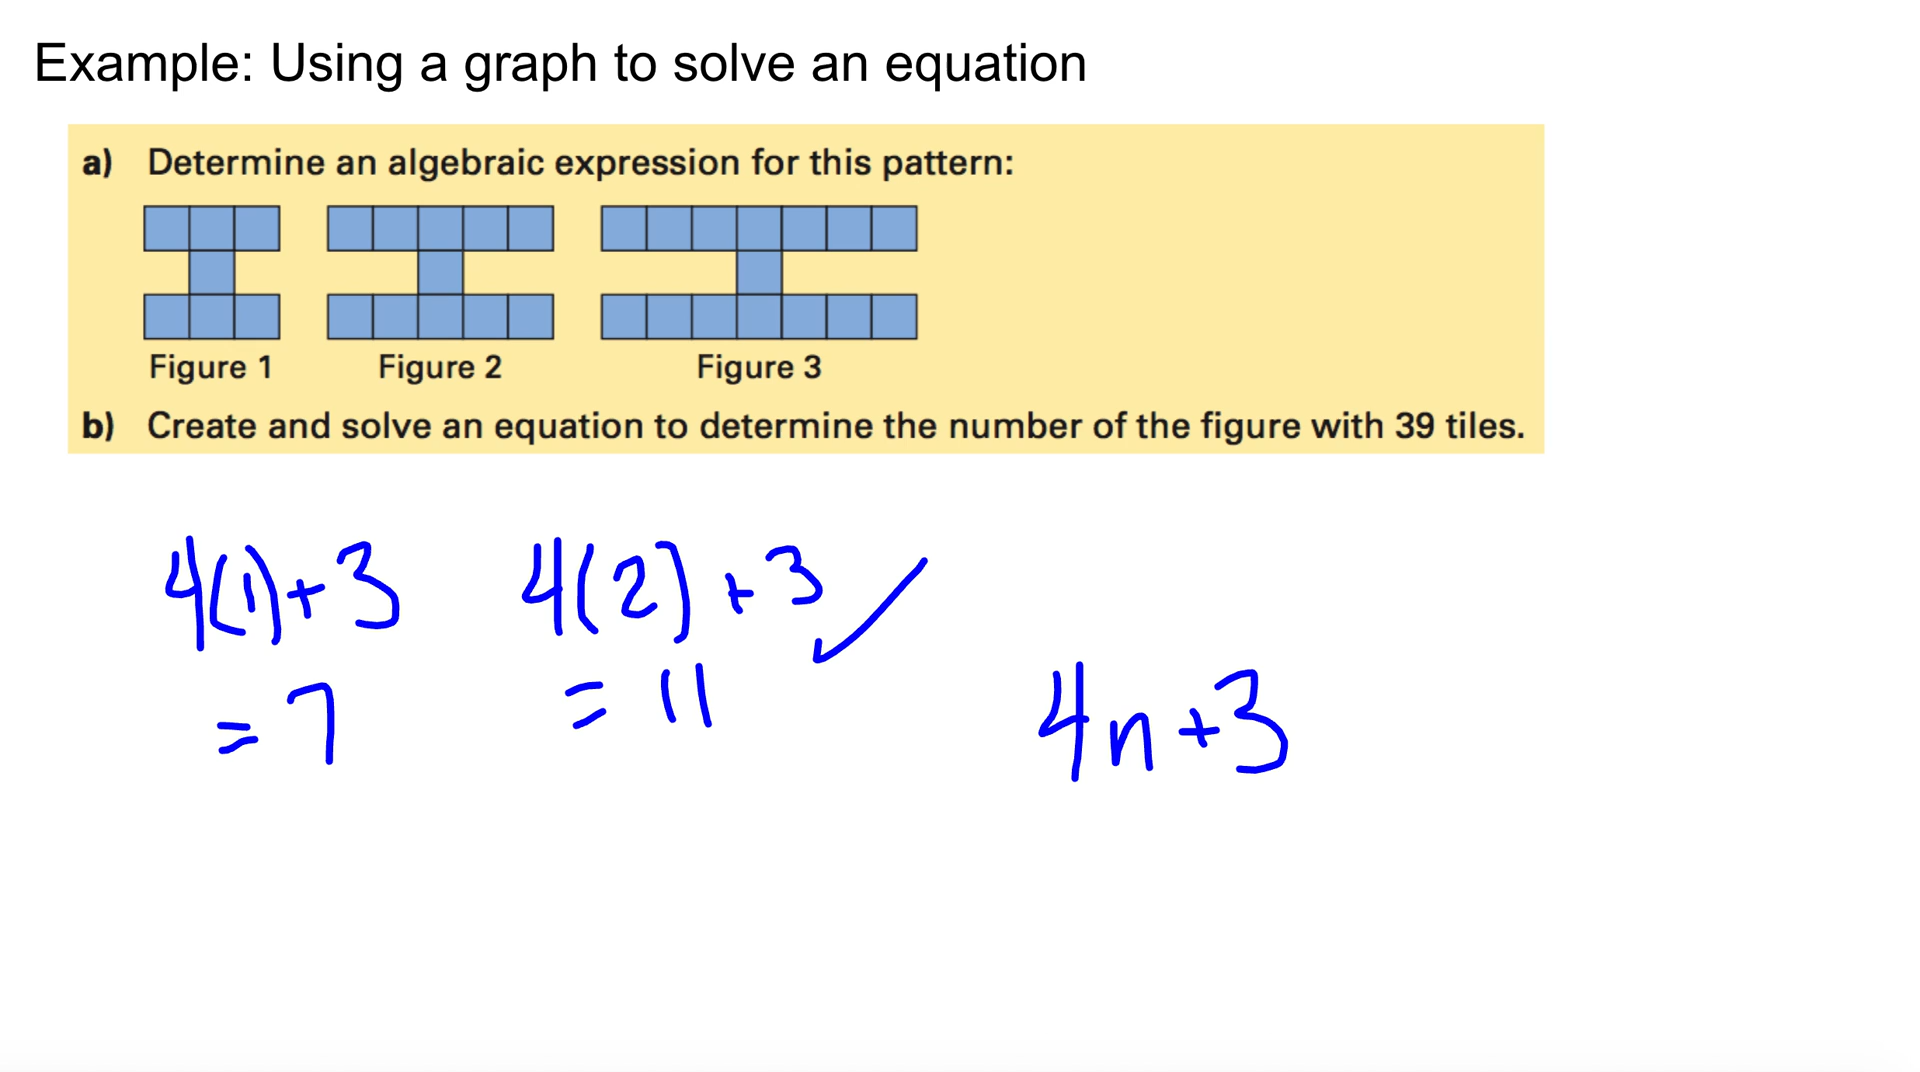 Example: Using a graph to solve an equation
a) Determine an algebraic expression for this pattern:
Figure 1 Figure 2 Figure 3
b) Create and solve an equation to determine the number of the figure with 39 tiles.
4(1)+3 4(2)+3
=7 =11
4n+3